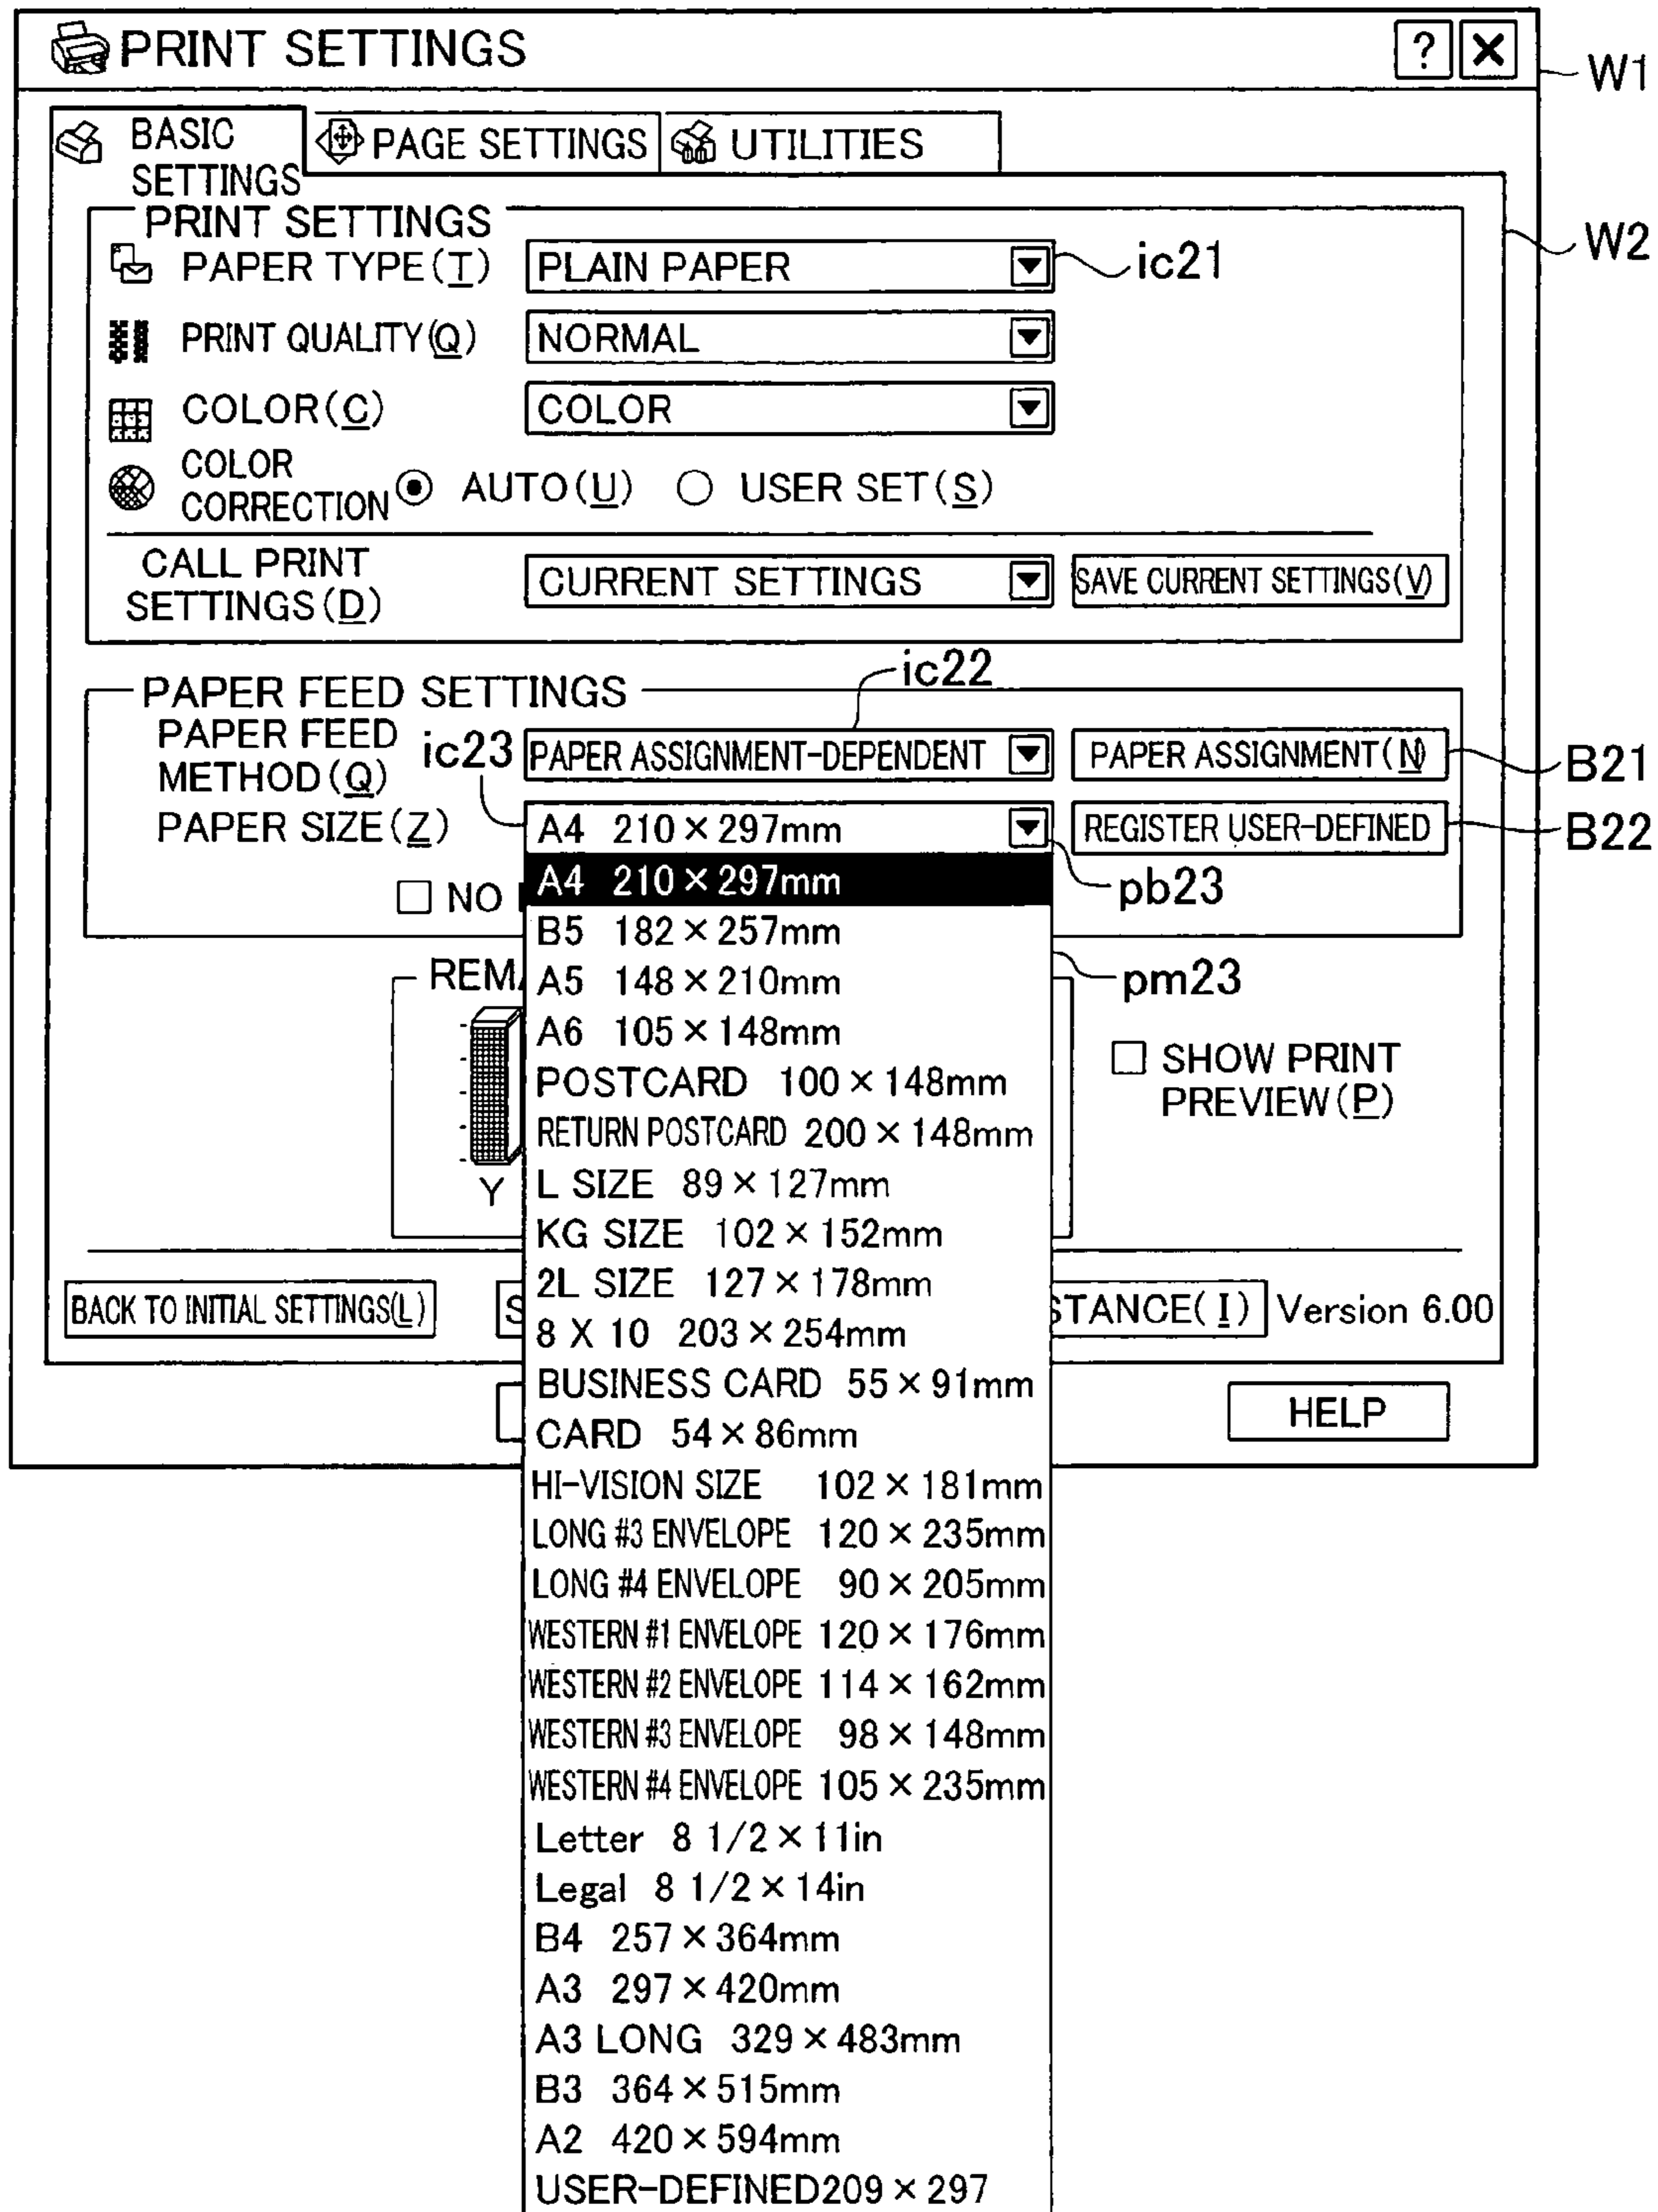 PRINT SETTINGS ? X
W1
BASIC SETTINGS
PAGE SETTINGS
UTILITIES
W2
PRINT SETTINGS
PAPER TYPE(T) PLAIN PAPER ic21
PRINT QUALITY(Q) NORMAL
COLOR(C) COLOR
COLOR CORRECTION AUTO(U) USER SET(S)
CALL PRINT SETTINGS(D) CURRENT SETTINGS SAVE CURRENT SETTINGS(V)
ic22
PAPER FEED SETTINGS
PAPER FEED METHOD(Q) PAPER ASSIGNMENT-DEPENDENT PAPER ASSIGNMENT(N) B21
ic23
PAPER SIZE(Z) A4 210×297mm REGISTER USER-DEFINED B22
pb23
NO
pm23
REMA
Y
SHOW PRINT
PREVIEW(P)
A4 210×297mm
B5 182×257mm
A5 148×210mm
A6 105×148mm
POSTCARD 100×148mm
RETURN POSTCARD 200×148mm
L SIZE 89×127mm
KG SIZE 102×152mm
2L SIZE 127×178mm
8 X 10 203×254mm
BUSINESS CARD 55×91mm
CARD 54×86mm
HI-VISION SIZE 102×181mm
LONG #3 ENVELOPE 120×235mm
LONG #4 ENVELOPE 90×205mm
WESTERN #1 ENVELOPE 120×176mm
WESTERN #2 ENVELOPE 114×162mm
WESTERN #3 ENVELOPE 98×148mm
WESTERN #4 ENVELOPE 105×235mm
Letter 8 1/2×11in
Legal 8 1/2×14in
B4 257×364mm
A3 297×420mm
A3 LONG 329×483mm
B3 364×515mm
A2 420×594mm
USER-DEFINED209×297
BACK TO INITIAL SETTINGS(L) S STANCE(I) Version 6.00
HELP